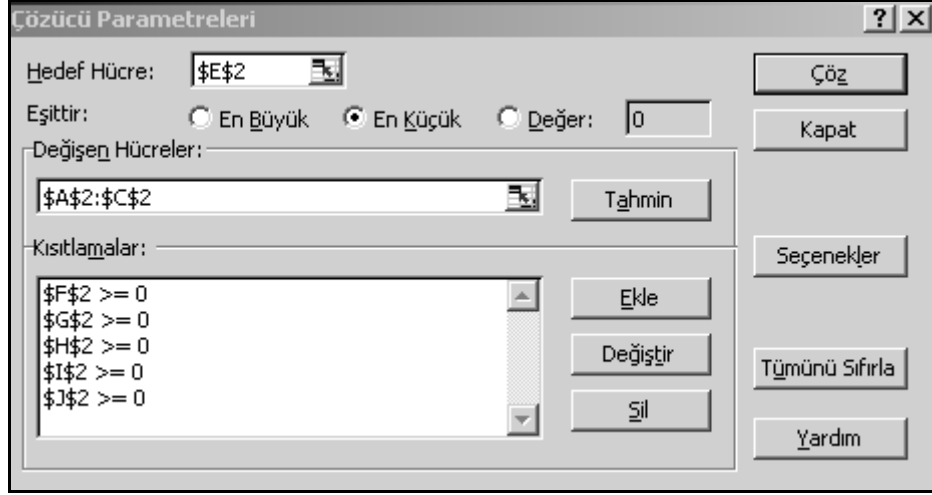 Çözücü Parametreleri
Hedef Hücre: $E$2
Çöz
Eşittir: En Büyük En Küçük Değer: 0
Kapat
Değişen Hücreler:
$A$2:$C$2
Tahmin
Kısıtlamalar:
Seçenekler
$F$2 >= 0
$G$2 >= 0
$H$2 >= 0
$I$2 >= 0
$J$2 >= 0
Ekle
Değiştir
Sil
Tümünü Sıfırla
Yardım